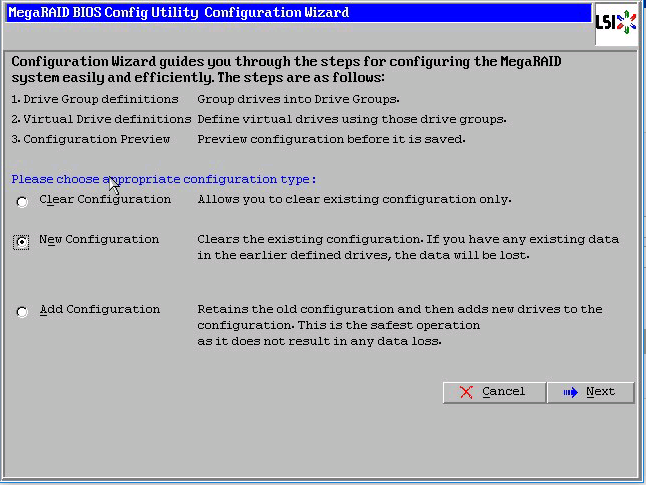 MegaRAID BIOS Config Utility Configuration Wizard
LSI
Configuration Wizard guides you through the steps for configuring the MegaRAID
system easily and efficiently. The steps are as follows:
1. Drive Group definitions Group drives into Drive Groups.
2. Virtual Drive definitions Define virtual drives using those drive groups.
3. Configuration Preview Preview configuration before it is saved.
Please choose appropriate configuration type:
Clear Configuration Allows you to clear existing configuration only.
New Configuration Clears the existing configuration. If you have any existing data
in the earlier defined drives, the data will be lost.
Add Configuration Retains the old configuration and then adds new drives to the
configuration. This is the safest operation
as it does not result in any data loss.
Cancel Next